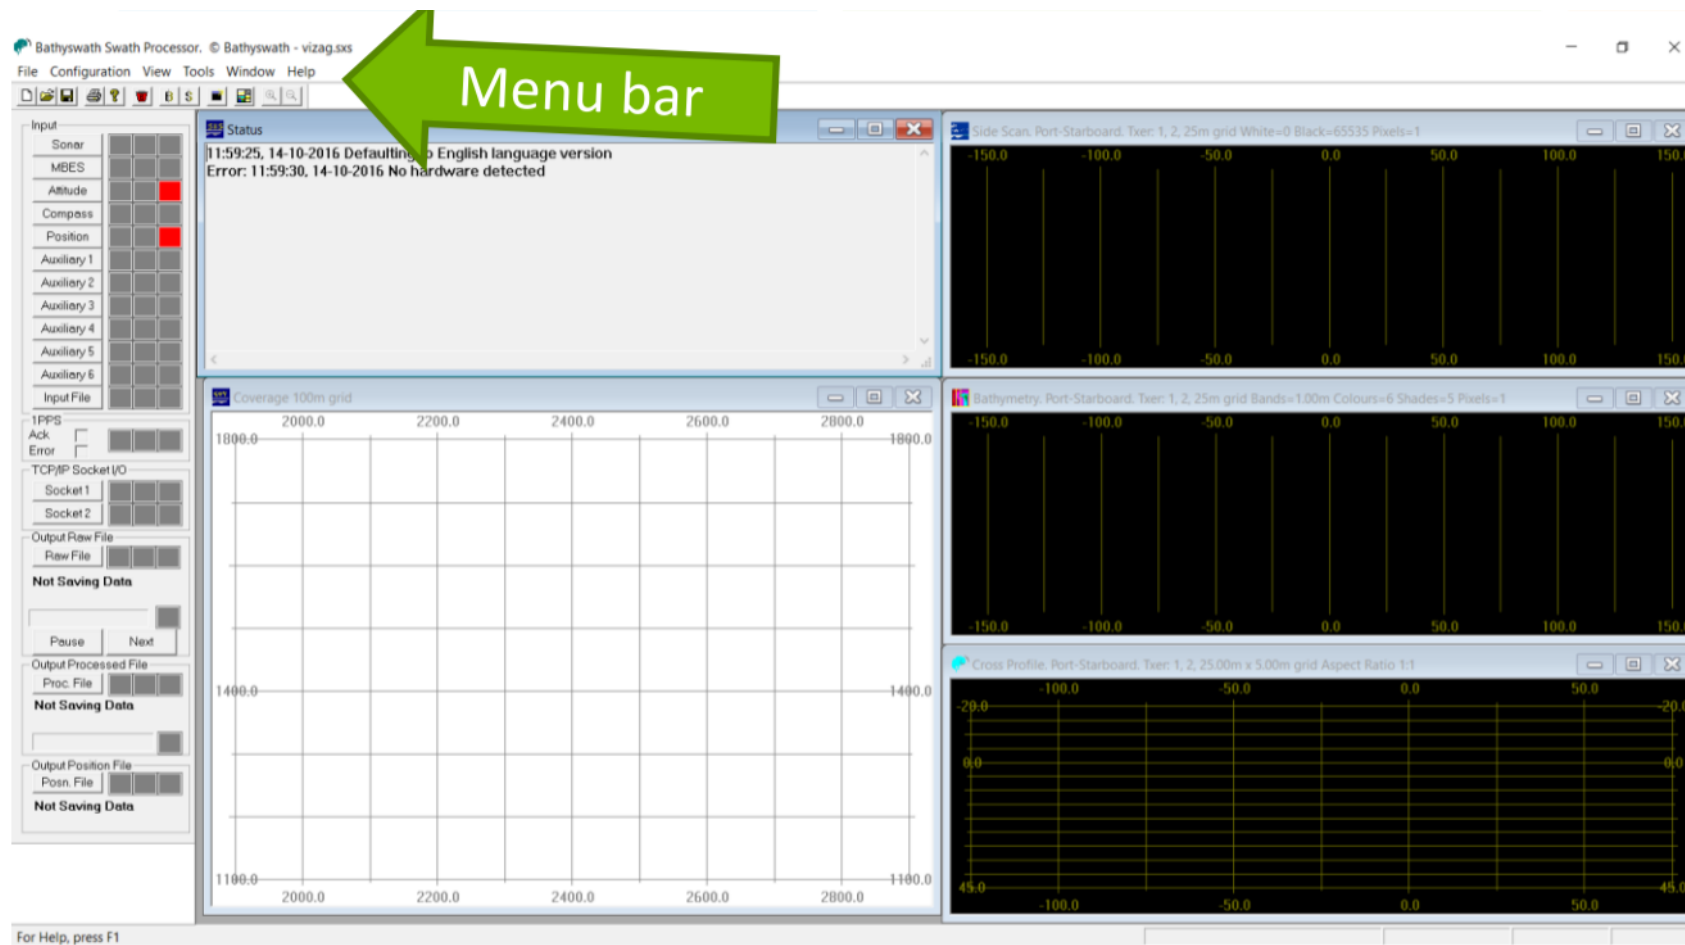 Bathyswath Swath Processor. © Bathyswath - vizag.sxs
File Configuration View Tools Window Help
Menu bar
Input
Sonar
MBES
Attitude
Compass
Position
Auxiliary 1
Auxiliary 2
Auxiliary 3
Auxiliary 4
Auxiliary 5
Auxiliary 6
Input File
1PPS
Ack
Error
TCP/IP Socket I/O
Socket 1
Socket 2
Output Raw File
Raw File
Not Saving Data
Pause Next
Output Processed File
Proc. File
Not Saving Data
Output Position File
Posn. File
Not Saving Data
Status
11:59:25, 14-10-2016 Defaulting to English language version
Error: 11:59:30, 14-10-2016 No hardware detected
Coverage 100m grid
2000.0 2200.0 2400.0 2600.0 2800.0
1800.0 1800.0
1400.0 1400.0
1100.0 1100.0
2000.0 2200.0 2400.0 2600.0 2800.0
Side Scan. Port-Starboard. Txer: 1, 2, 25m grid White=0 Black=65535 Pixels=1
-150.0 -100.0 -50.0 0.0 50.0 100.0 150.
-150.0 -100.0 -50.0 0.0 50.0 100.0 150.
Bathymetry. Port-Starboard. Txer: 1, 2, 25m grid Bands=1.00m Colours=6 Shades=5 Pixels=1
-150.0 -100.0 -50.0 0.0 50.0 100.0 150.
-150.0 -100.0 -50.0 0.0 50.0 100.0 150.
Cross Profile. Port-Starboard. Txer: 1, 2, 25.00m x 5.00m grid Aspect Ratio 1:1
-100.0 -50.0 0.0 50.0
-20.0 -20.0
0.0 0.0
45.0 45.0
-100.0 -50.0 0.0 50.0
For Help, press F1